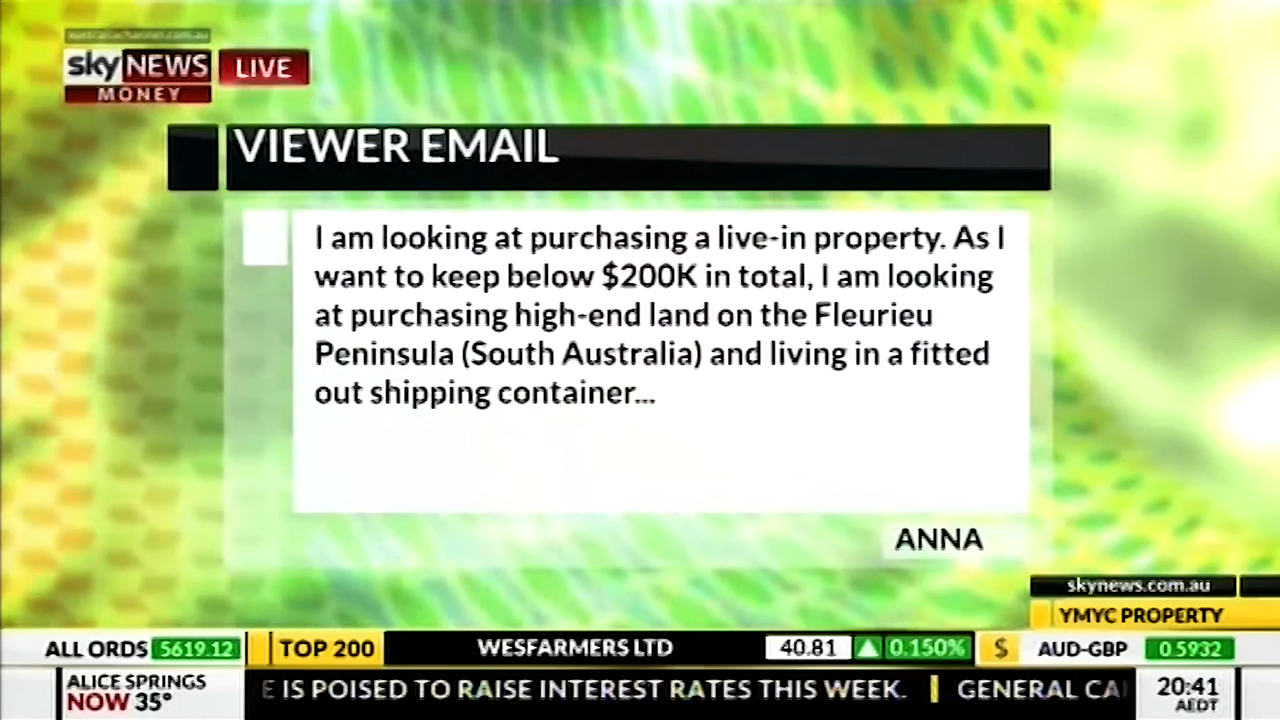 australiachannel.com.au
sky NEWS LIVE
MONEY
VIEWER EMAIL
I am looking at purchasing a live-in property. As I
want to keep below $200K in total, I am looking
at purchasing high-end land on the Fleurieu
Peninsula (South Australia) and living in a fitted
out shipping container...
ANNA
skynews.com.au
YMYC PROPERTY
ALL ORDS 5619.12 TOP 200 WESFARMERS LTD 40.81 0.150% $ AUD-GBP 0.5932
ALICE SPRINGS
NOW 35°
E IS POISED TO RAISE INTEREST RATES THIS WEEK. GENERAL CA
20:41
AEDT